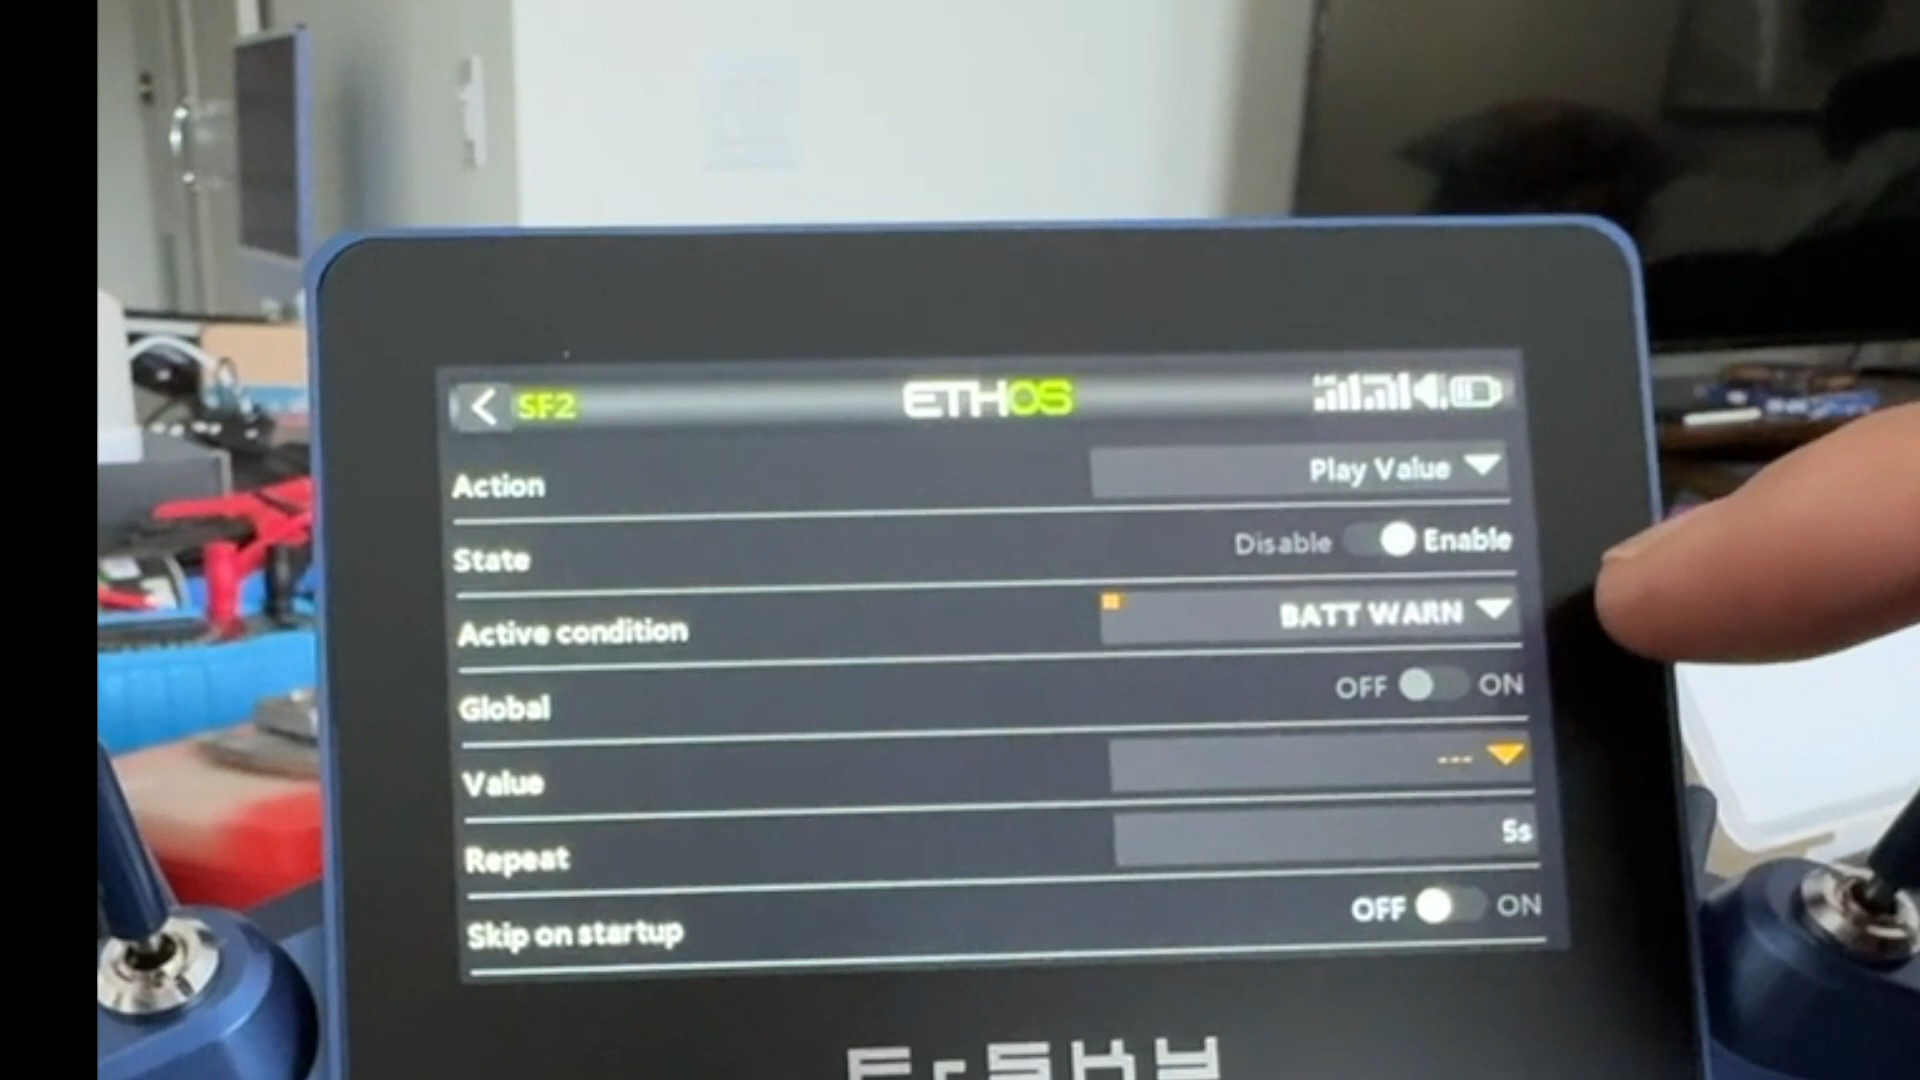 SF2 ETHOS
Action Play Value
State Disable Enable
Active condition BATT WARN
Global OFF ON
Value ---
Repeat 5s
Skip on startup OFF ON
FrSKY